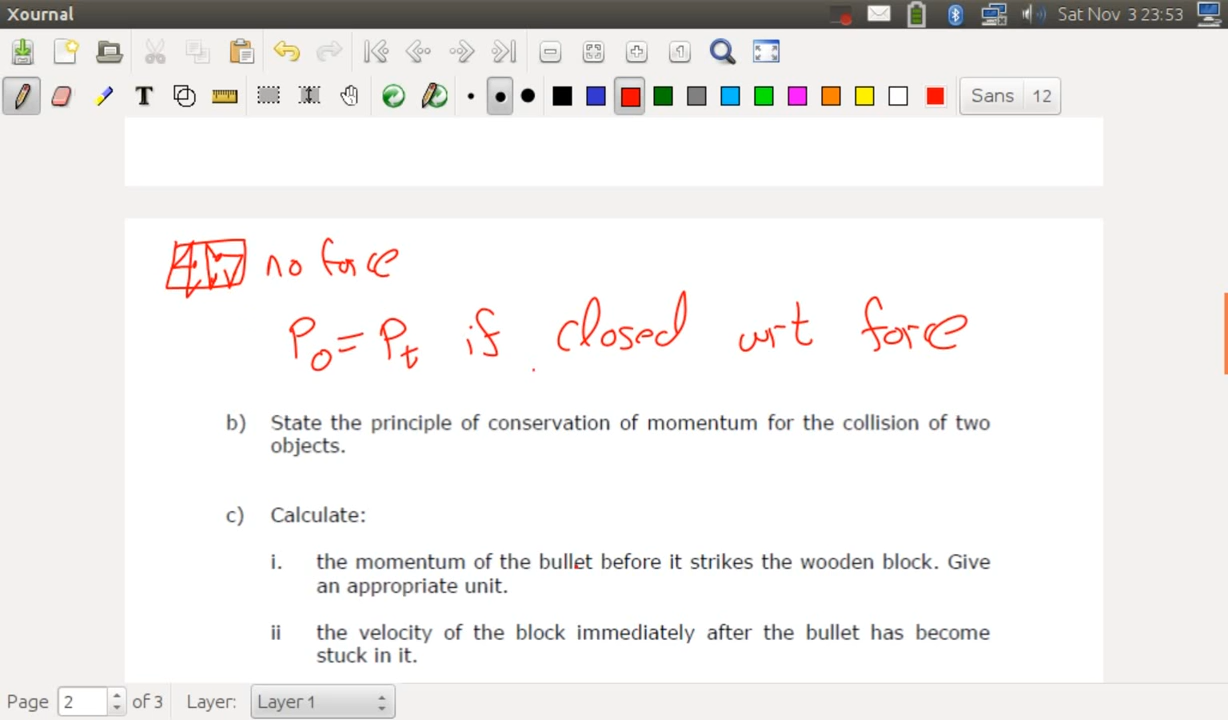 Xournal
Sat Nov 3 23:53
T
1
Sans 12
no force
P₀ = Pₜ if closed wrt force
b) State the principle of conservation of momentum for the collision of two
objects.
c) Calculate:
i. the momentum of the bullet before it strikes the wooden block. Give
an appropriate unit.
ii the velocity of the block immediately after the bullet has become
stuck in it.
Page 2 of 3 Layer: Layer 1